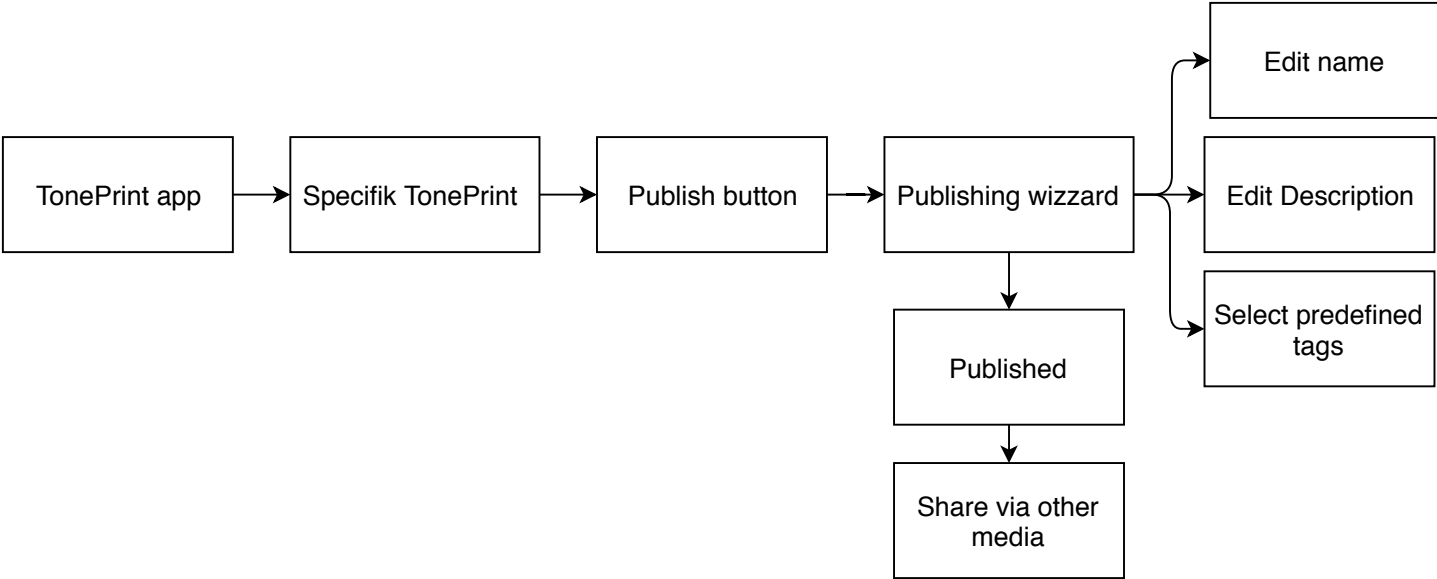 Edit name
TonePrint app
Specifik TonePrint
Publish button
Publishing wizzard
Edit Description
Select predefined
tags
Published
Share via other
media